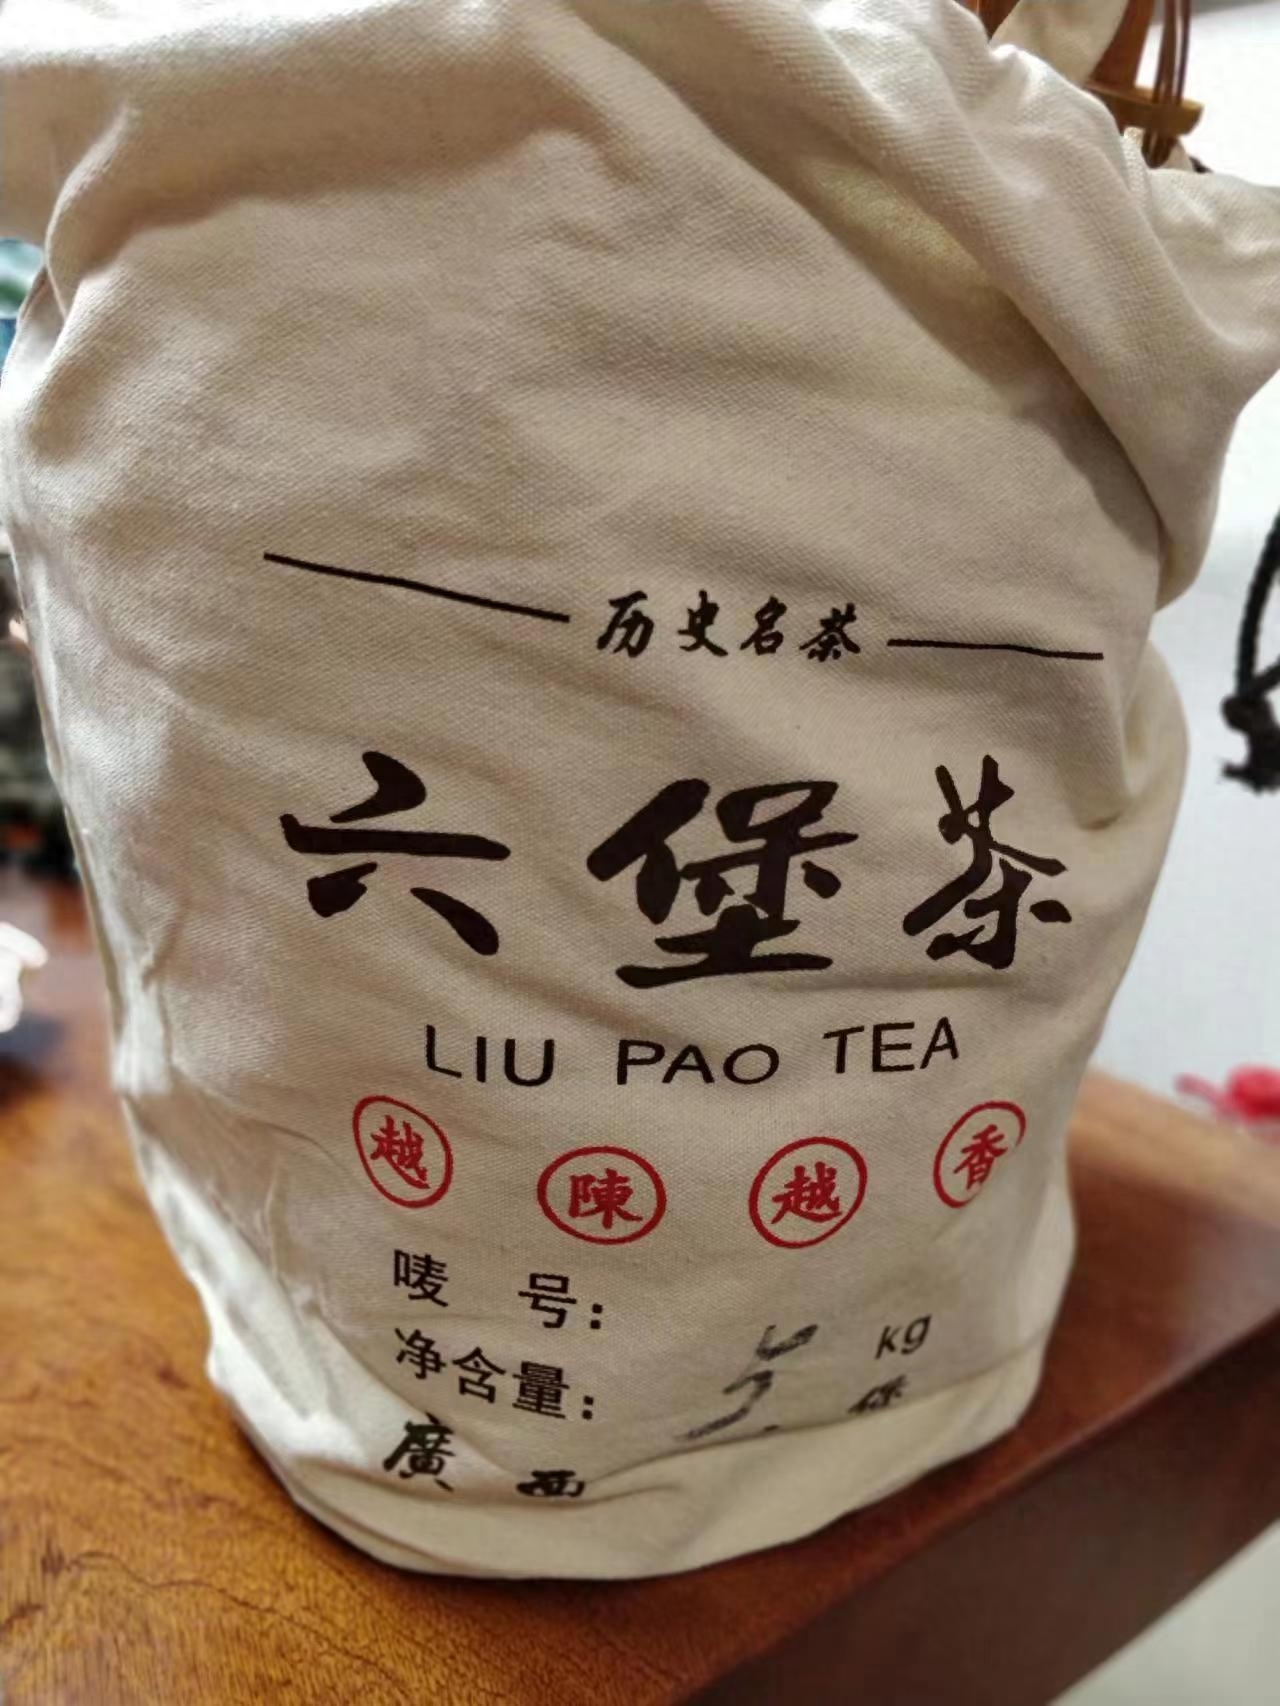 历史名茶
六堡茶
LIU PAO TEA
越陳越香
唛 号：
净含量： 5 kg
廣西